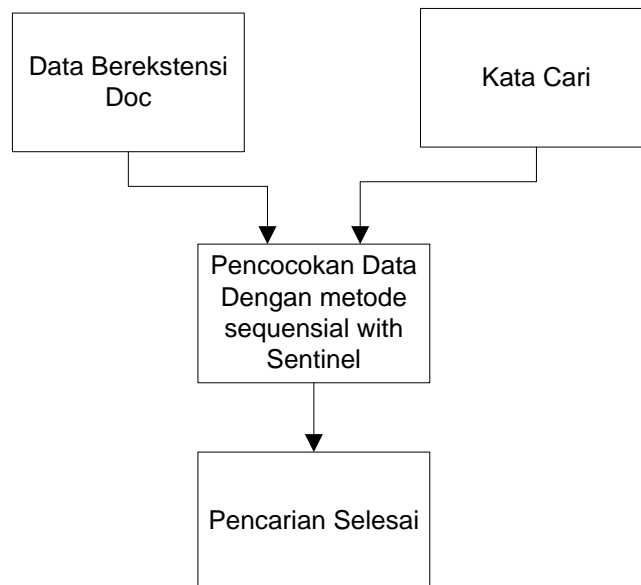 Data Berekstensi
Doc
Kata Cari
Pencocokan Data
Dengan metode
sequensial with
Sentinel
Pencarian Selesai